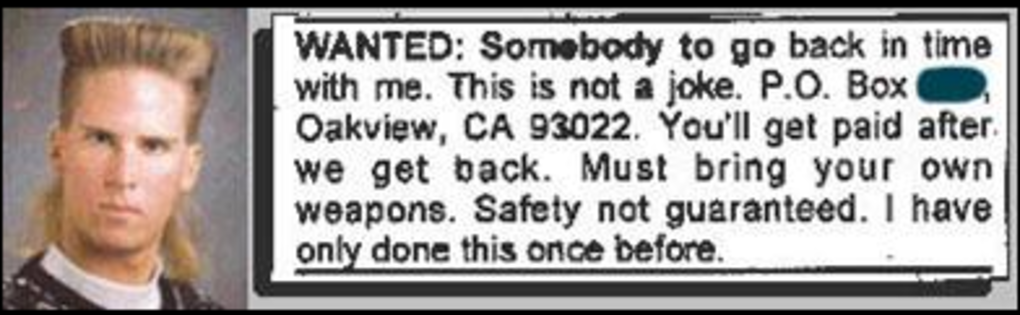 WANTED: Somebody to go back in time
with me. This is not a joke. P.O. Box ,
Oakview, CA 93022. You'll get paid after
we get back. Must bring your own
weapons. Safety not guaranteed. I have
only done this once before.